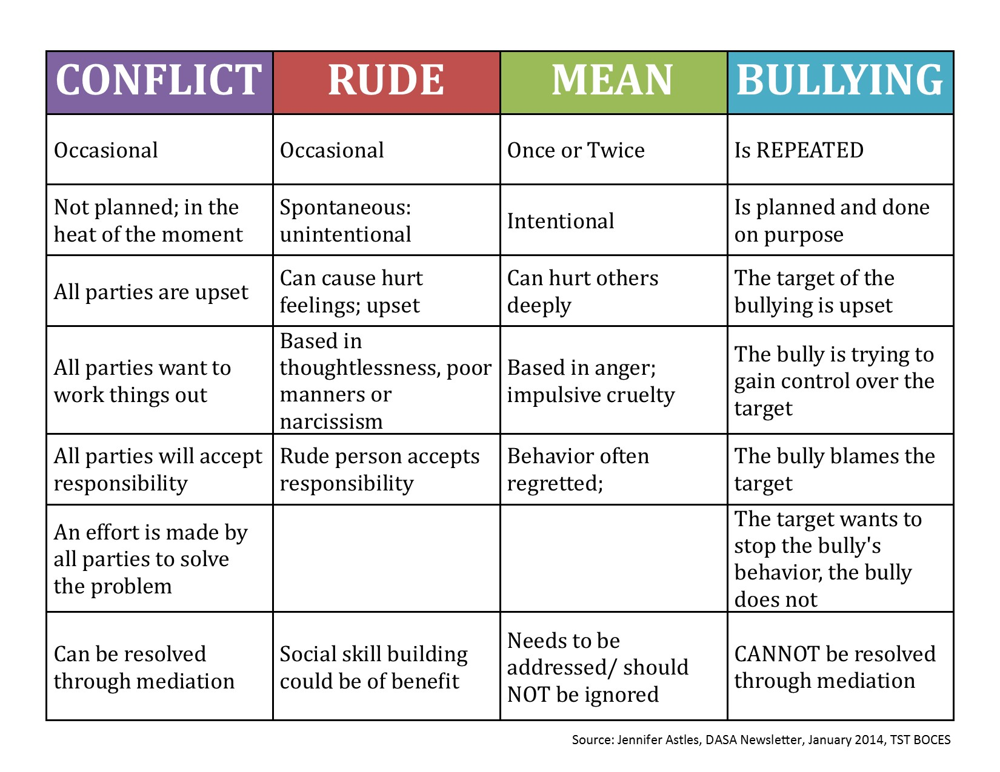 CONFLICT
RUDE
MEAN
BULLYING
Occasional
Occasional
Once or Twice
Is REPEATED
Not planned; in the
heat of the moment
Spontaneous:
unintentional
Intentional
Is planned and done
on purpose
All parties are upset
Can cause hurt
feelings; upset
Can hurt others
deeply
The target of the
bullying is upset
All parties want to
work things out
Based in
thoughtlessness, poor
manners or
narcissism
Based in anger;
impulsive cruelty
The bully is trying to
gain control over the
target
All parties will accept
responsibility
Rude person accepts
responsibility
Behavior often
regretted;
The bully blames the
target
An effort is made by
all parties to solve
the problem
The target wants to
stop the bully's
behavior, the bully
does not
Can be resolved
through mediation
Social skill building
could be of benefit
Needs to be
addressed/ should
NOT be ignored
CANNOT be resolved
through mediation
Source: Jennifer Astles, DASA Newsletter, January 2014, TST BOCES